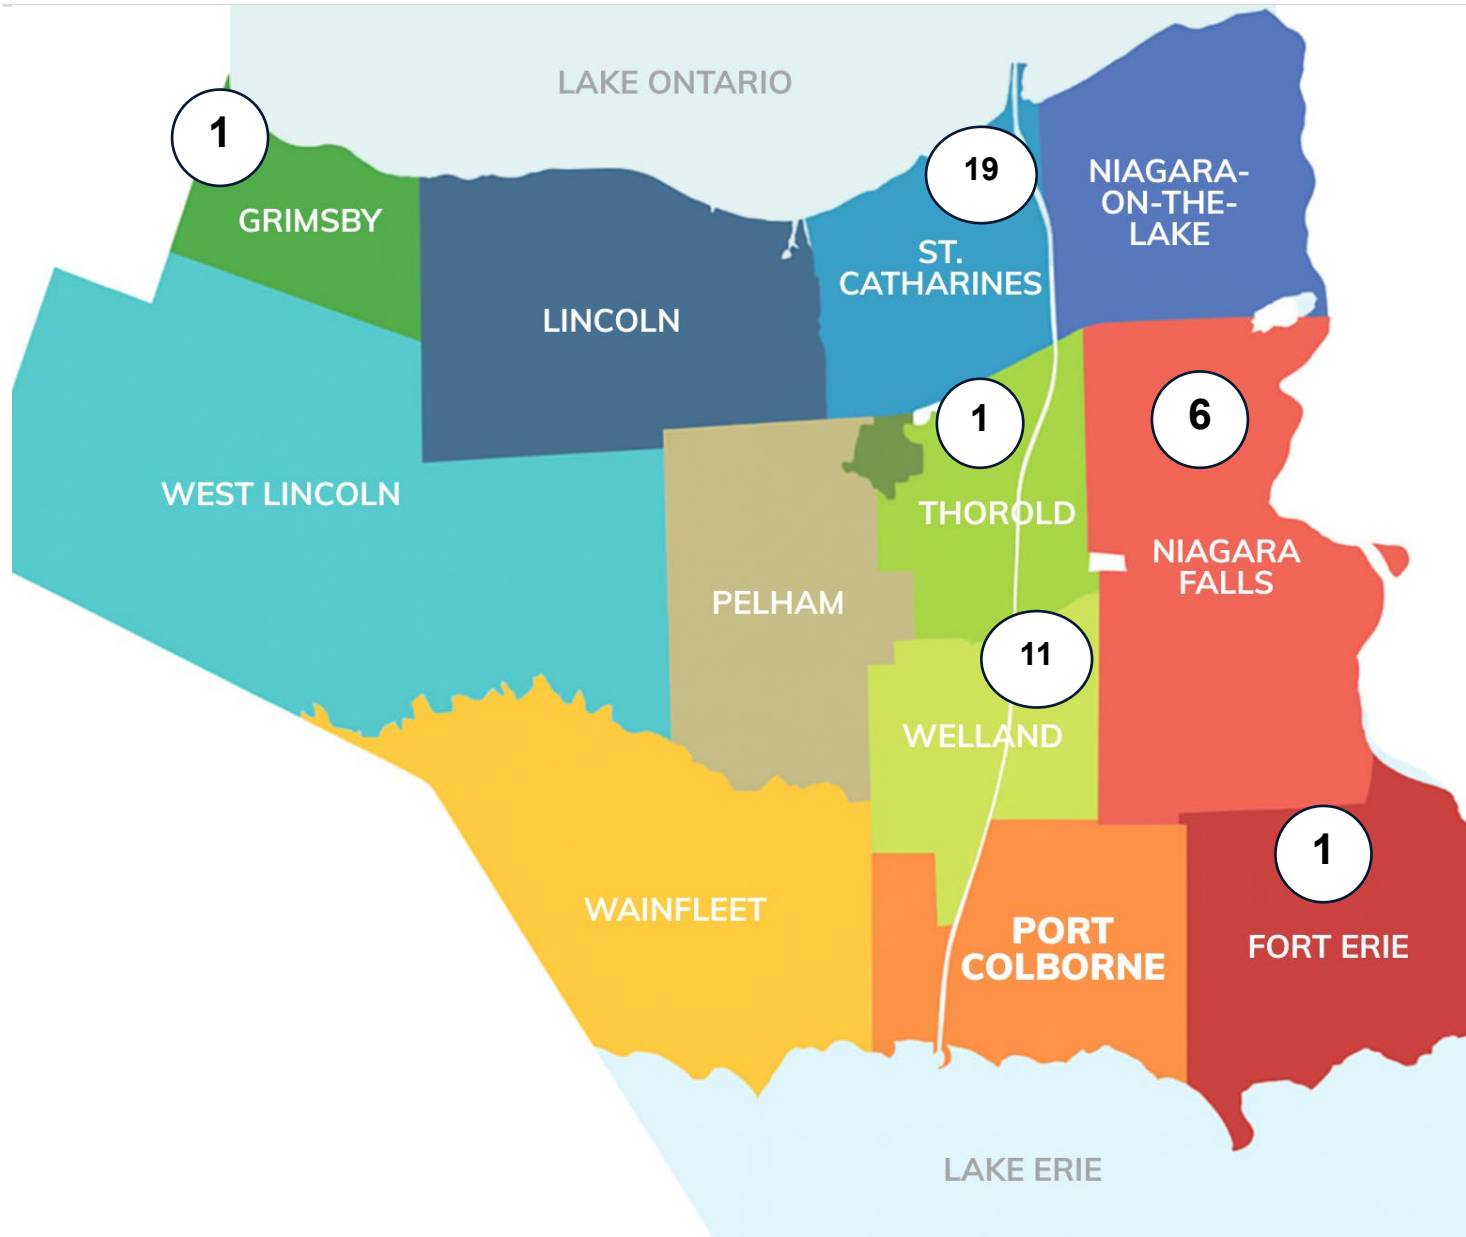 LAKE ONTARIO
1
19
NIAGARA-
ON-THE-
LAKE
GRIMSBY
ST.
CATHARINES
LINCOLN
1
6
WEST LINCOLN
THOROLD
NIAGARA
FALLS
PELHAM
11
WELLAND
1
WAINFLEET
PORT
COLBORNE
FORT ERIE
LAKE ERIE